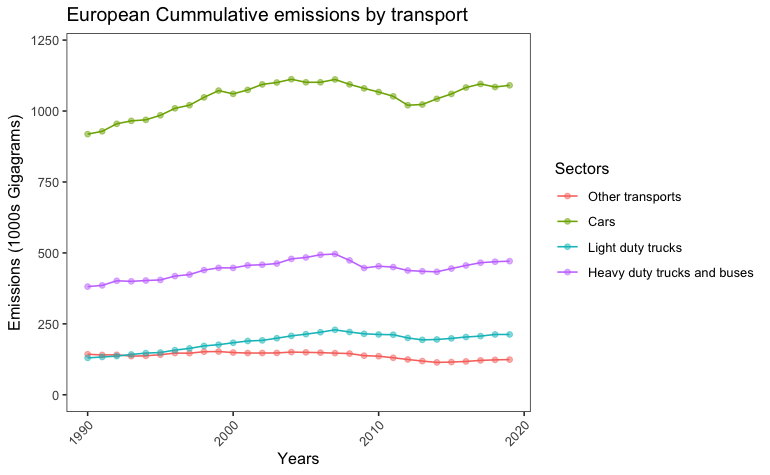 European Cummulative emissions by transport
1250
1000
750
500
250
0
Emissions (1000s Gigagrams)
1990
2000
2010
2020
Years
Sectors
Other transports
Cars
Light duty trucks
Heavy duty trucks and buses